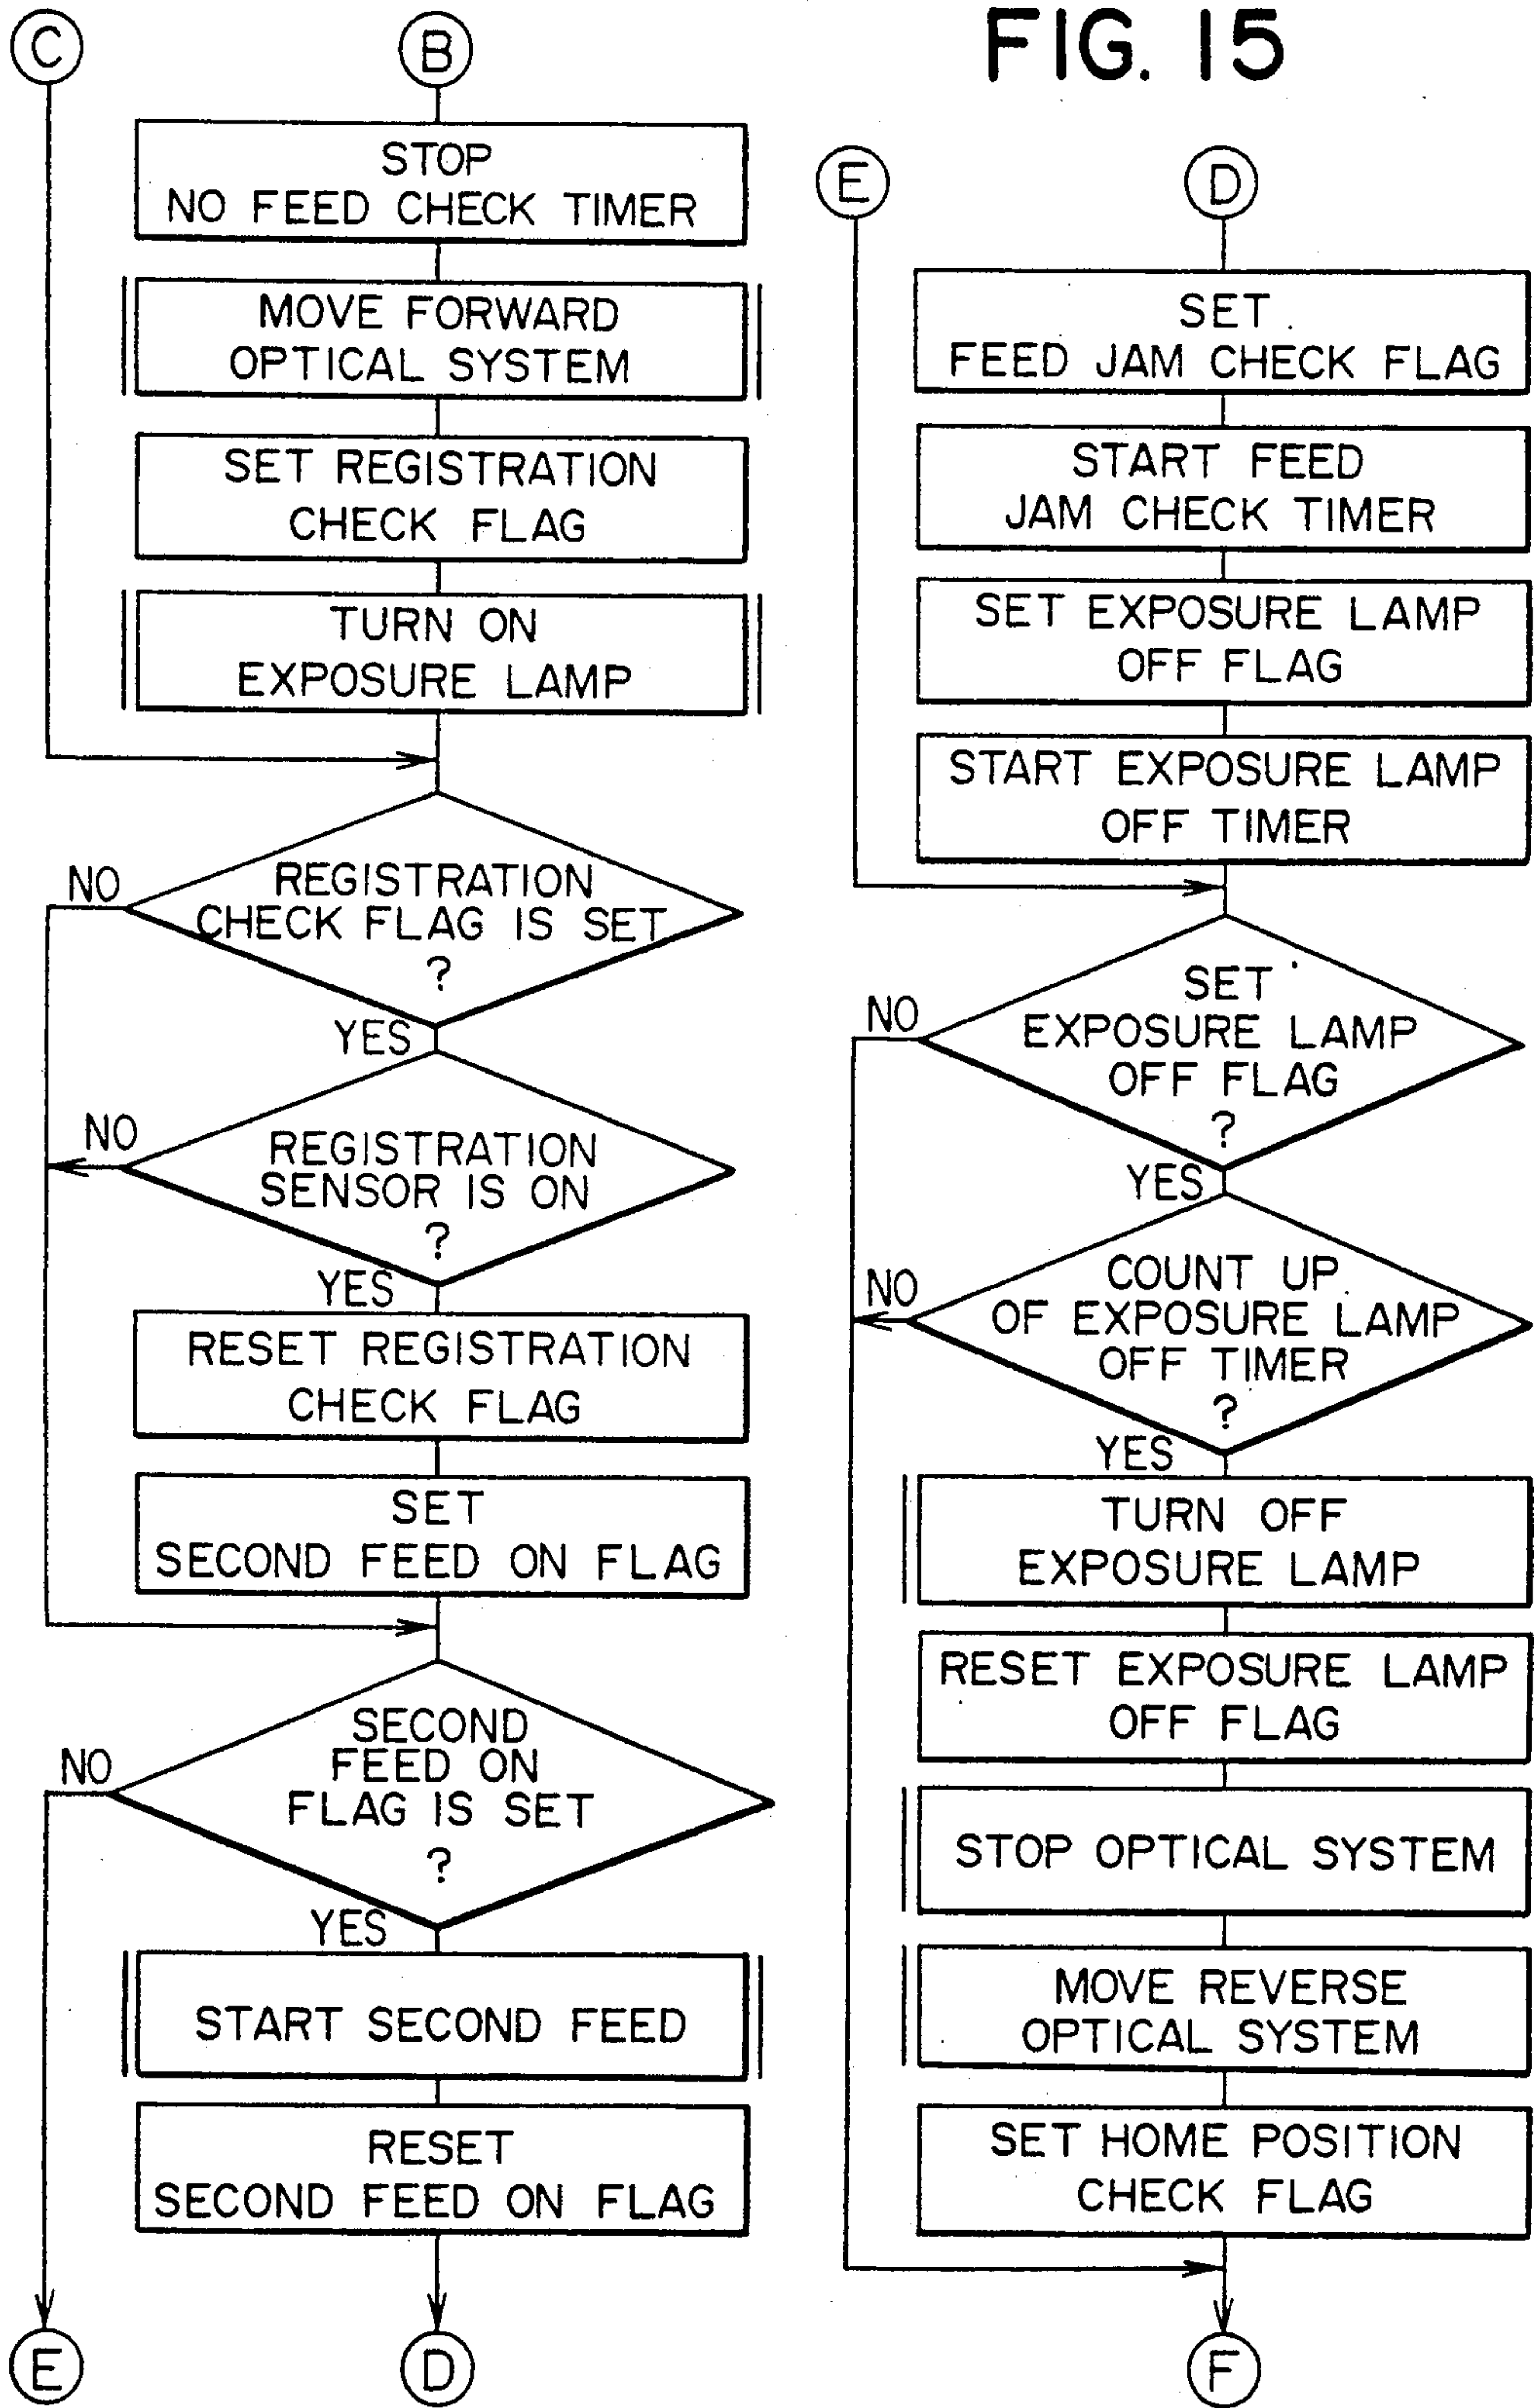 FIG. 15
C
B
STOP
NO FEED CHECK TIMER
MOVE FORWARD
OPTICAL SYSTEM
SET REGISTRATION
CHECK FLAG
TURN ON
EXPOSURE LAMP
REGISTRATION
CHECK FLAG IS SET
?
NO
YES
REGISTRATION
SENSOR IS ON
?
NO
YES
RESET REGISTRATION
CHECK FLAG
SET
SECOND FEED ON FLAG
SECOND
FEED ON
FLAG IS SET
?
NO
YES
START SECOND FEED
RESET
SECOND FEED ON FLAG
E
D
E
D
SET
FEED JAM CHECK FLAG
START FEED
JAM CHECK TIMER
SET EXPOSURE LAMP
OFF FLAG
START EXPOSURE LAMP
OFF TIMER
SET
EXPOSURE LAMP
OFF FLAG
?
NO
YES
COUNT UP
OF EXPOSURE LAMP
OFF TIMER
?
NO
YES
TURN OFF
EXPOSURE LAMP
RESET EXPOSURE LAMP
OFF FLAG
STOP OPTICAL SYSTEM
MOVE REVERSE
OPTICAL SYSTEM
SET HOME POSITION
CHECK FLAG
F